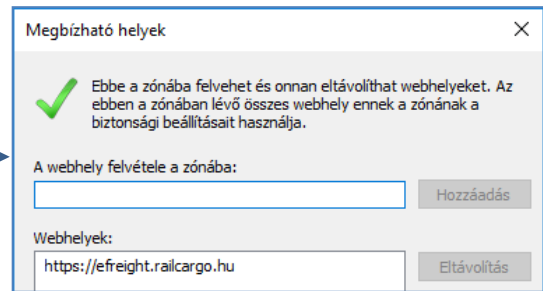 Megbízható helyek
Ebbe a zónába felvehet és onnan eltávolíthat webhelyeket. Az
ebben a zónában lévő összes webhely ennek a zónának a
biztonsági beállításait használja.
A webhely felvétele a zónába:
Hozzáadás
Webhelyek:
https://efreight.railcargo.hu
Eltávolítás